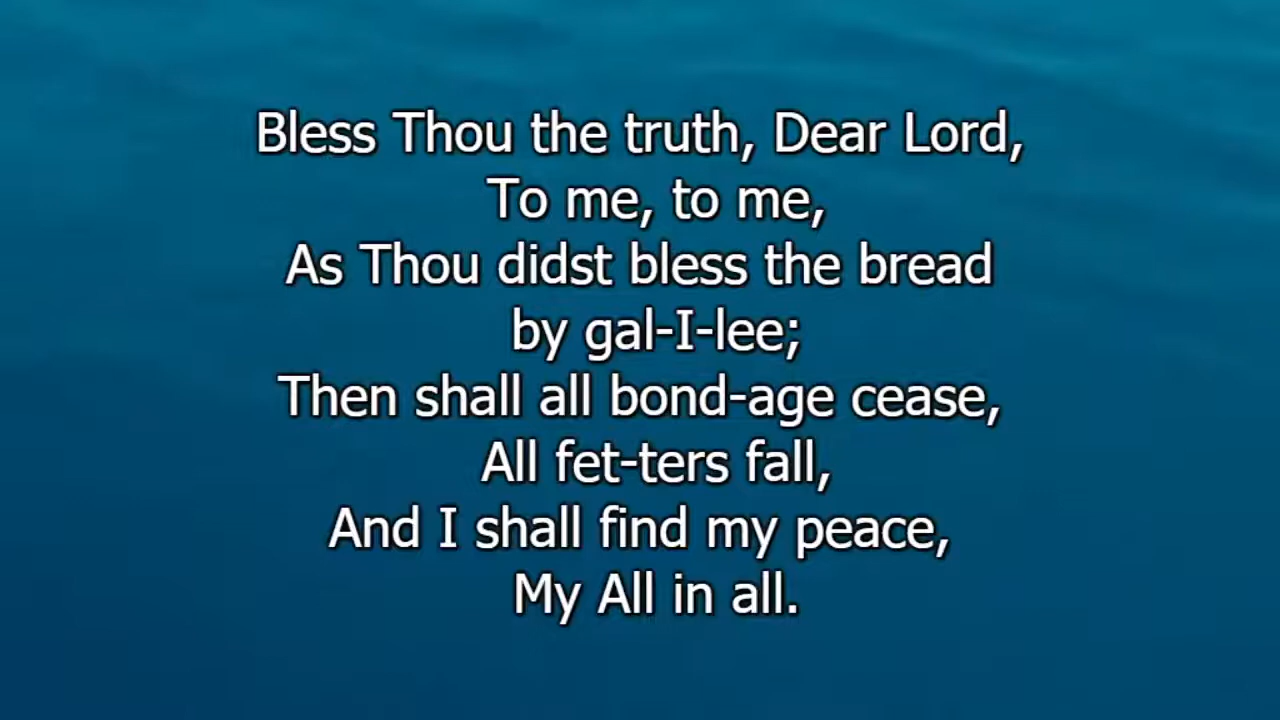 Bless Thou the truth, Dear Lord,
To me, to me,
As Thou didst bless the bread
by gal-I-lee;
Then shall all bond-age cease,
All fet-ters fall,
And I shall find my peace,
My All in all.